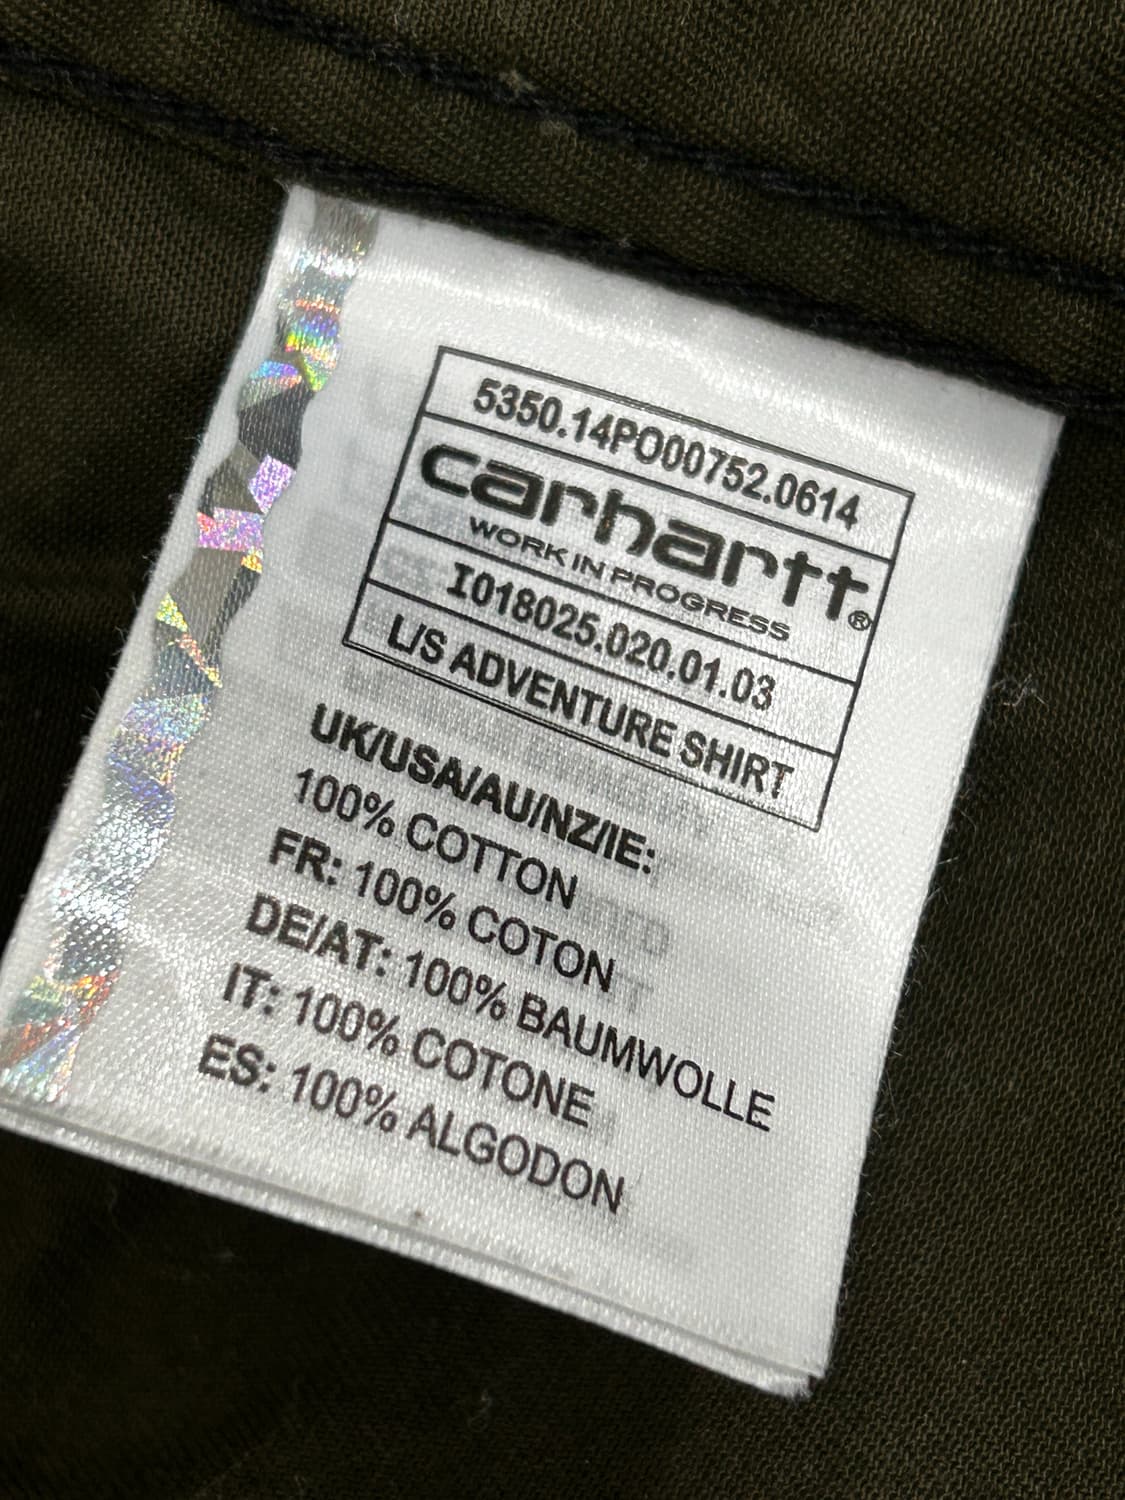 5350.14PO00752.0614
carhartt®
WORK IN PROGRESS
I018025.020.01.03
L/S ADVENTURE SHIRT
UK/USA/AU/NZ/IE:
100% COTTON
FR: 100% COTON
DE/AT: 100% BAUMWOLLE
IT: 100% COTONE
ES: 100% ALGODON